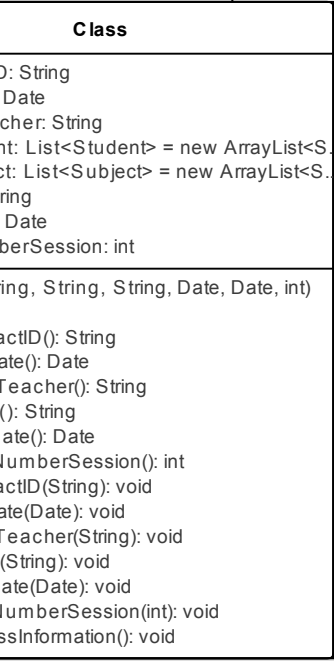 Class
D: String
Date
cher: String
nt: List<Student> = new ArrayList<S..
ct: List<Subject> = new ArrayList<S..
ring
Date
berSession: int
ring, String, String, Date, Date, int)
actID(): String
ate(): Date
Teacher(): String
(): String
ate(): Date
NumberSession(): int
actID(String): void
ate(Date): void
Teacher(String): void
(String): void
ate(Date): void
NumberSession(int): void
ssInformation(): void